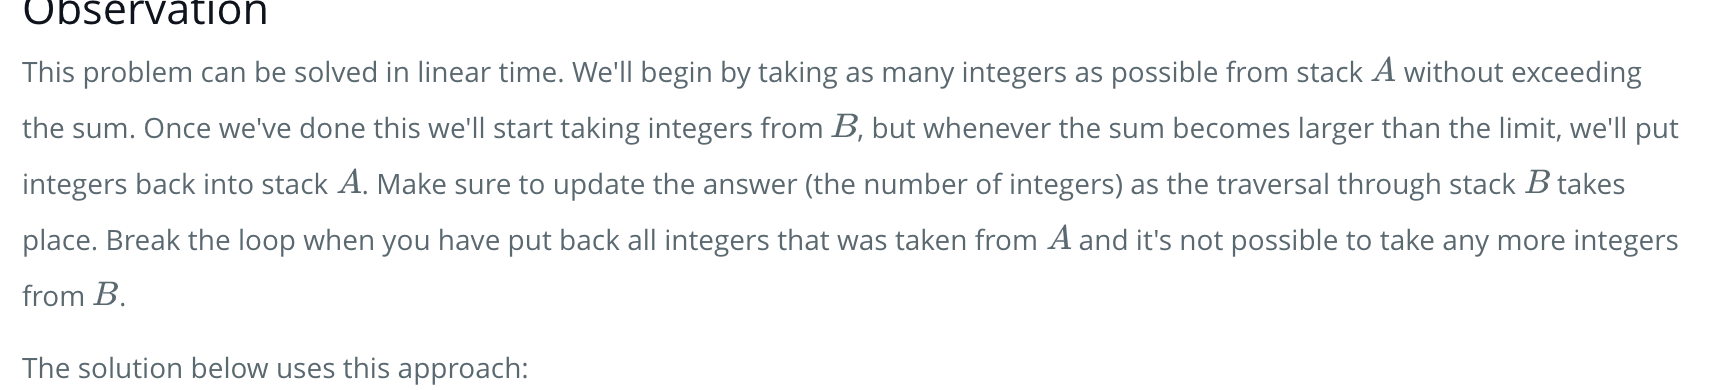 Observation
This problem can be solved in linear time. We'll begin by taking as many integers as possible from stack A without exceeding
the sum. Once we've done this we'll start taking integers from B, but whenever the sum becomes larger than the limit, we'll put
integers back into stack A. Make sure to update the answer (the number of integers) as the traversal through stack B takes
place. Break the loop when you have put back all integers that was taken from A and it's not possible to take any more integers
from B.
The solution below uses this approach: